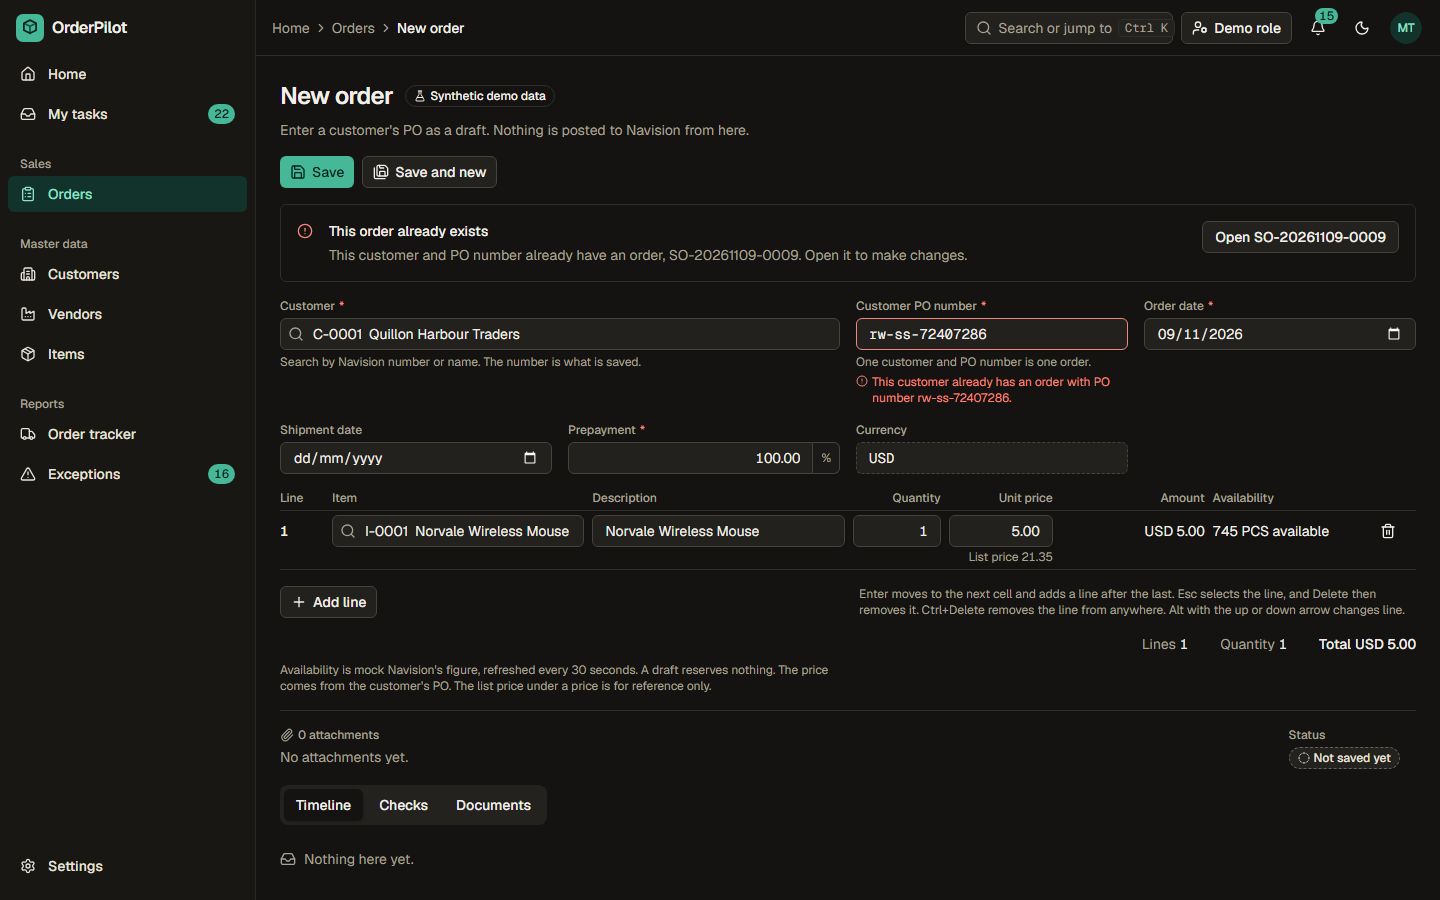 OrderPilot
Home
My tasks 22
Sales
Orders
Master data
Customers
Vendors
Items
Reports
Order tracker
Exceptions 16
Settings
Home > Orders > New order
Search or jump to Ctrl K
Demo role
15
MT
New order
Synthetic demo data
Enter a customer's PO as a draft. Nothing is posted to Navision from here.
Save
Save and new
This order already exists
This customer and PO number already have an order, SO-20261109-0009. Open it to make changes.
Open SO-20261109-0009
Customer *
C-0001 Quillon Harbour Traders
Search by Navision number or name. The number is what is saved.
Customer PO number *
rw-ss-72407286
One customer and PO number is one order.
This customer already has an order with PO
number rw-ss-72407286.
Order date *
09/11/2026
Shipment date
dd/mm/yyyy
Prepayment *
100.00 %
Currency
USD
Line Item Description Quantity Unit price Amount Availability
1 I-0001 Norvale Wireless Mouse Norvale Wireless Mouse 1 5.00 USD 5.00 745 PCS available
List price 21.35
Add line
Enter moves to the next cell and adds a line after the last. Esc selects the line, and Delete then
removes it. Ctrl+Delete removes the line from anywhere. Alt with the up or down arrow changes line.
Lines 1 Quantity 1 Total USD 5.00
Availability is mock Navision's figure, refreshed every 30 seconds. A draft reserves nothing. The price
comes from the customer's PO. The list price under a price is for reference only.
0 attachments
No attachments yet.
Status
Not saved yet
Timeline Checks Documents
Nothing here yet.